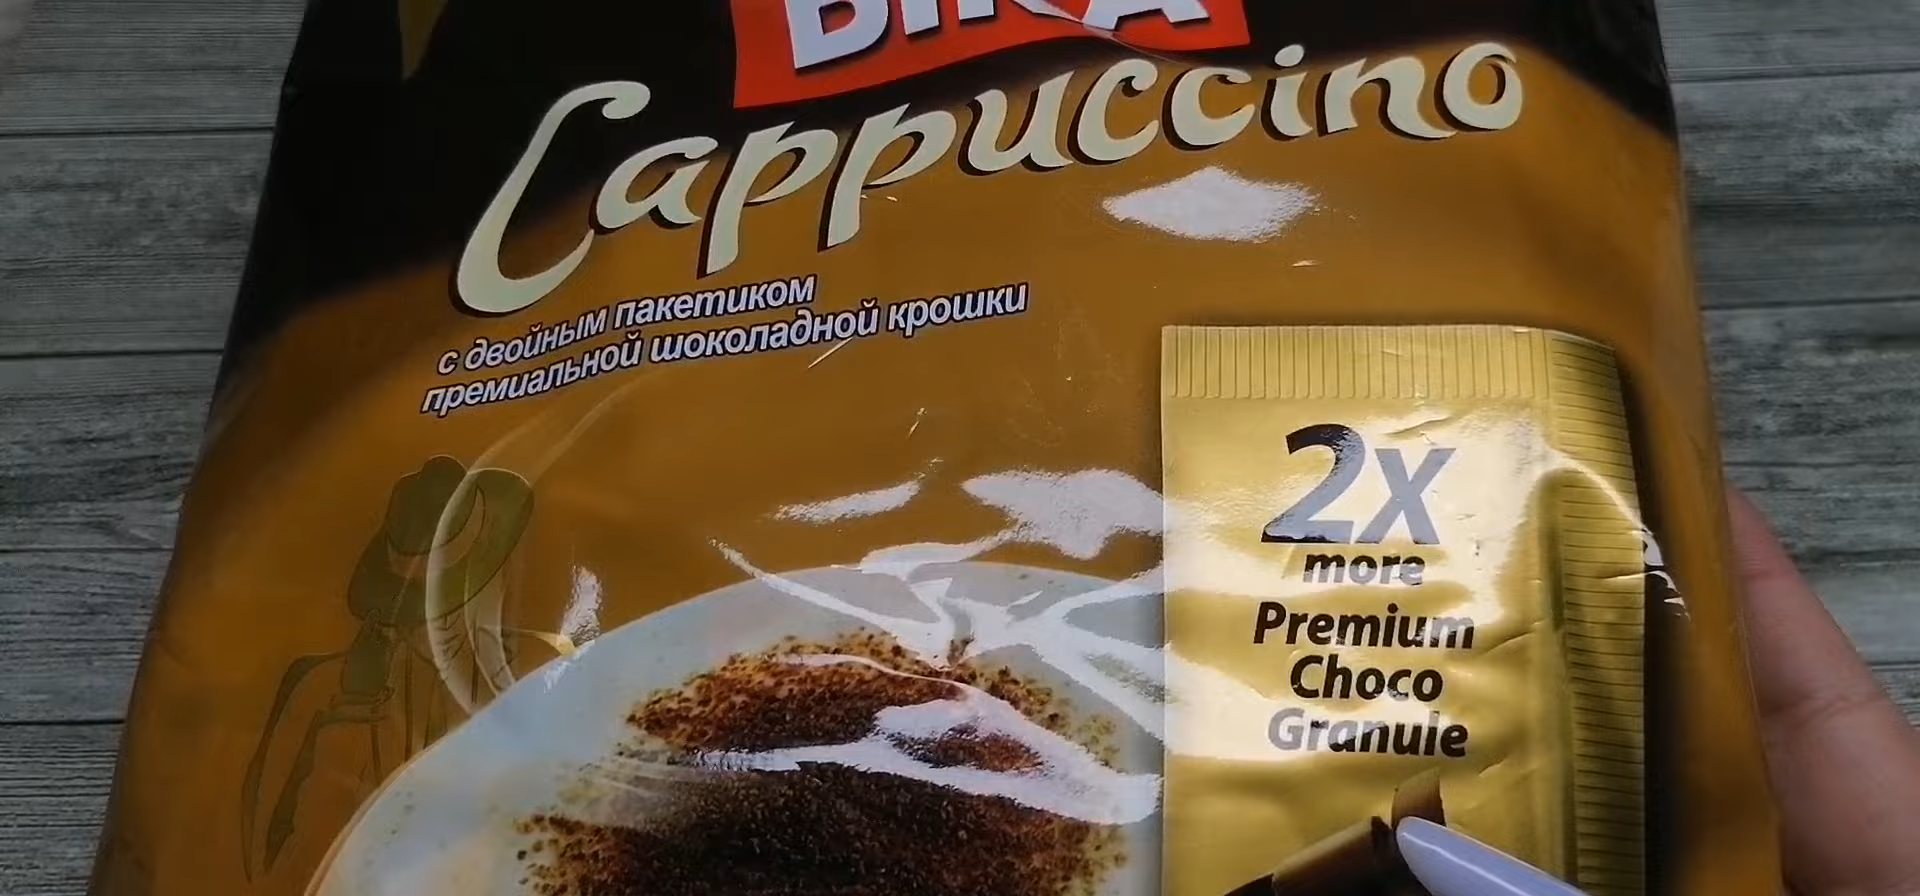 Cappuccino
с двойным пакетиком
премиальной шоколадной крошки
2x
more
Premium
Choco
Granule